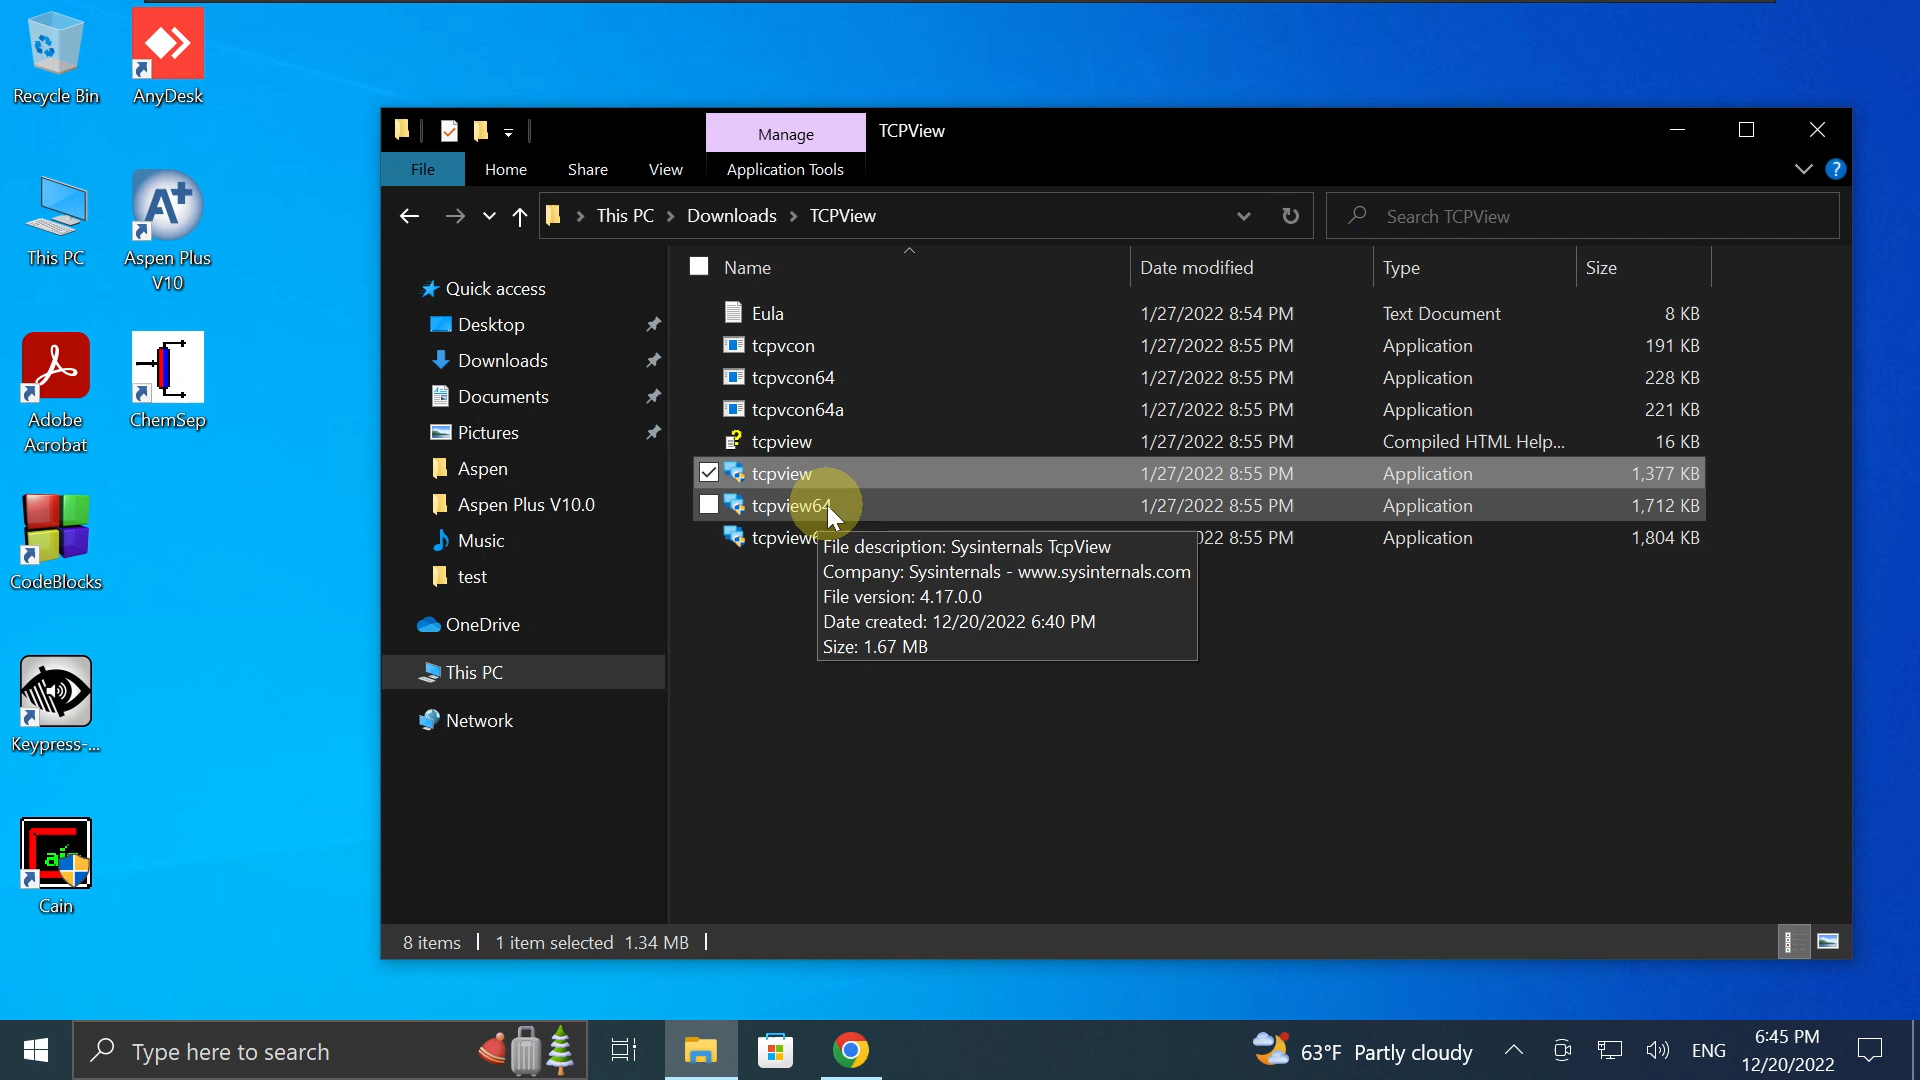 Recycle Bin
AnyDesk
This PC
Aspen Plus
V10
Adobe
Acrobat
ChemSep
CodeBlocks
Keypress-...
Cain
Manage
TCPView
File
Home
Share
View
Application Tools
This PC
Downloads
TCPView
Search TCPView
Quick access
Desktop
Downloads
Documents
Pictures
Aspen
Aspen Plus V10.0
Music
test
OneDrive
This PC
Network
Name Date modified Type Size
Eula 1/27/2022 8:54 PM Text Document 8 KB
tcpvcon 1/27/2022 8:55 PM Application 191 KB
tcpvcon64 1/27/2022 8:55 PM Application 228 KB
tcpvcon64a 1/27/2022 8:55 PM Application 221 KB
tcpview 1/27/2022 8:55 PM Compiled HTML Help... 16 KB
tcpview 1/27/2022 8:55 PM Application 1,377 KB
tcpview64 1/27/2022 8:55 PM Application 1,712 KB
8:55 PM Application 1,804 KB
File description: Sysinternals TcpView
Company: Sysinternals - www.sysinternals.com
File version: 4.17.0.0
Date created: 12/20/2022 6:40 PM
Size: 1.67 MB
8 items
1 item selected 1.34 MB
Type here to search
63°F Partly cloudy
ENG
6:45 PM
12/20/2022